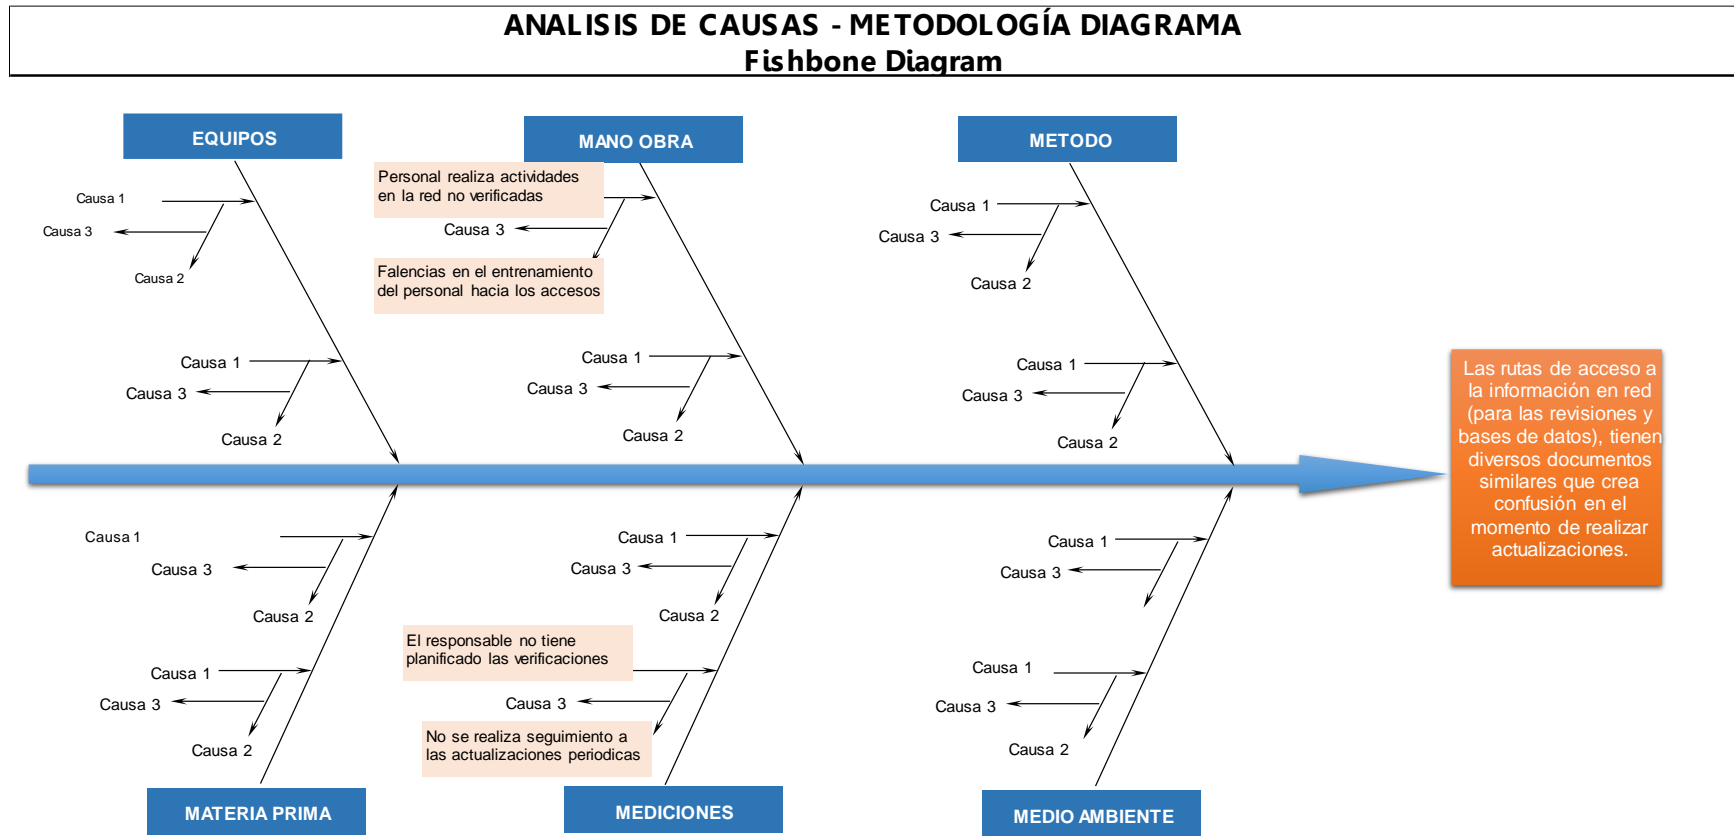 ANALISIS DE CAUSAS - METODOLOGÍA DIAGRAMA
Fishbone Diagram
EQUIPOS
MANO OBRA
METODO
Causa 1
Causa 3
Causa 2
Causa 1
Causa 3
Causa 2
Personal realiza actividades
en la red no verificadas
Causa 3
Falencias en el entrenamiento
del personal hacia los accesos
Causa 1
Causa 3
Causa 2
Causa 1
Causa 3
Causa 2
Causa 1
Causa 3
Causa 2
Las rutas de acceso a
la información en red
(para las revisiones y
bases de datos), tienen
diversos documentos
similares que crea
confusión en el
momento de realizar
actualizaciones.
Causa 1
Causa 3
Causa 2
Causa 1
Causa 3
Causa 2
Causa 1
Causa 3
Causa 2
El responsable no tiene
planificado las verificaciones
Causa 3
No se realiza seguimiento a
las actualizaciones periodicas
Causa 1
Causa 3
Causa 1
Causa 3
Causa 2
MATERIA PRIMA
MEDICIONES
MEDIO AMBIENTE